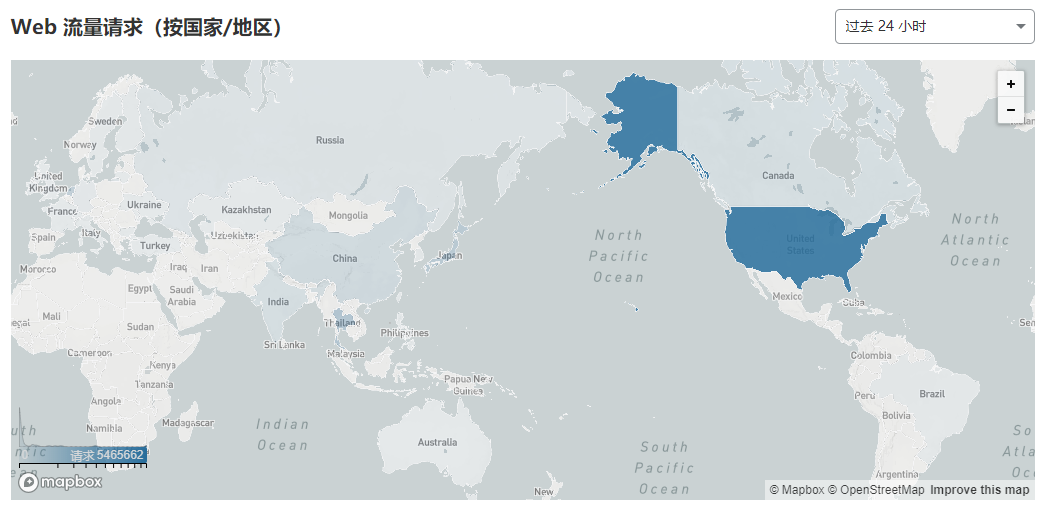 Web 流量请求（按国家/地区）
过去 24 小时
+
−
Sweden
Norway
Russia
United
Kingdom
Ukraine
France
Kazakhstan
Mongolia
Italy
Spain
Turkey
Uzbekistan
Morocco
Iraq
Iran
China
Japan
Egypt
Saudi
Arabia
India
Mali
Sudan
Thailand
Philippines
Sri Lanka
Malaysia
Cameroon
Kenya
Tanzania
Papua New
Guinea
Angola
Namibia
Madagascar
Indian
Ocean
Australia
New
North
Pacific
Ocean
South
Pacific
Ocean
Canada
United
States
North
Atlantic
Ocean
Mexico
Cuba
Colombia
Peru
Brazil
Bolivia
Argentina
请求 5465662
mapbox
© Mapbox © OpenStreetMap Improve this map